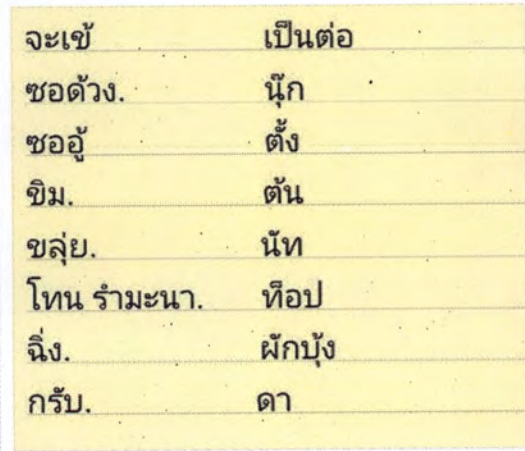 จะเข้ เป็นต่อ
ซอด้วง. นุ๊ก
ซออู้ ตั้ง
ขิม. ต้น
ขลุ่ย. นัท
โทน รำมะนา. ท็อป
ฉิ่ง. ผักบุ้ง
กรับ. ดา